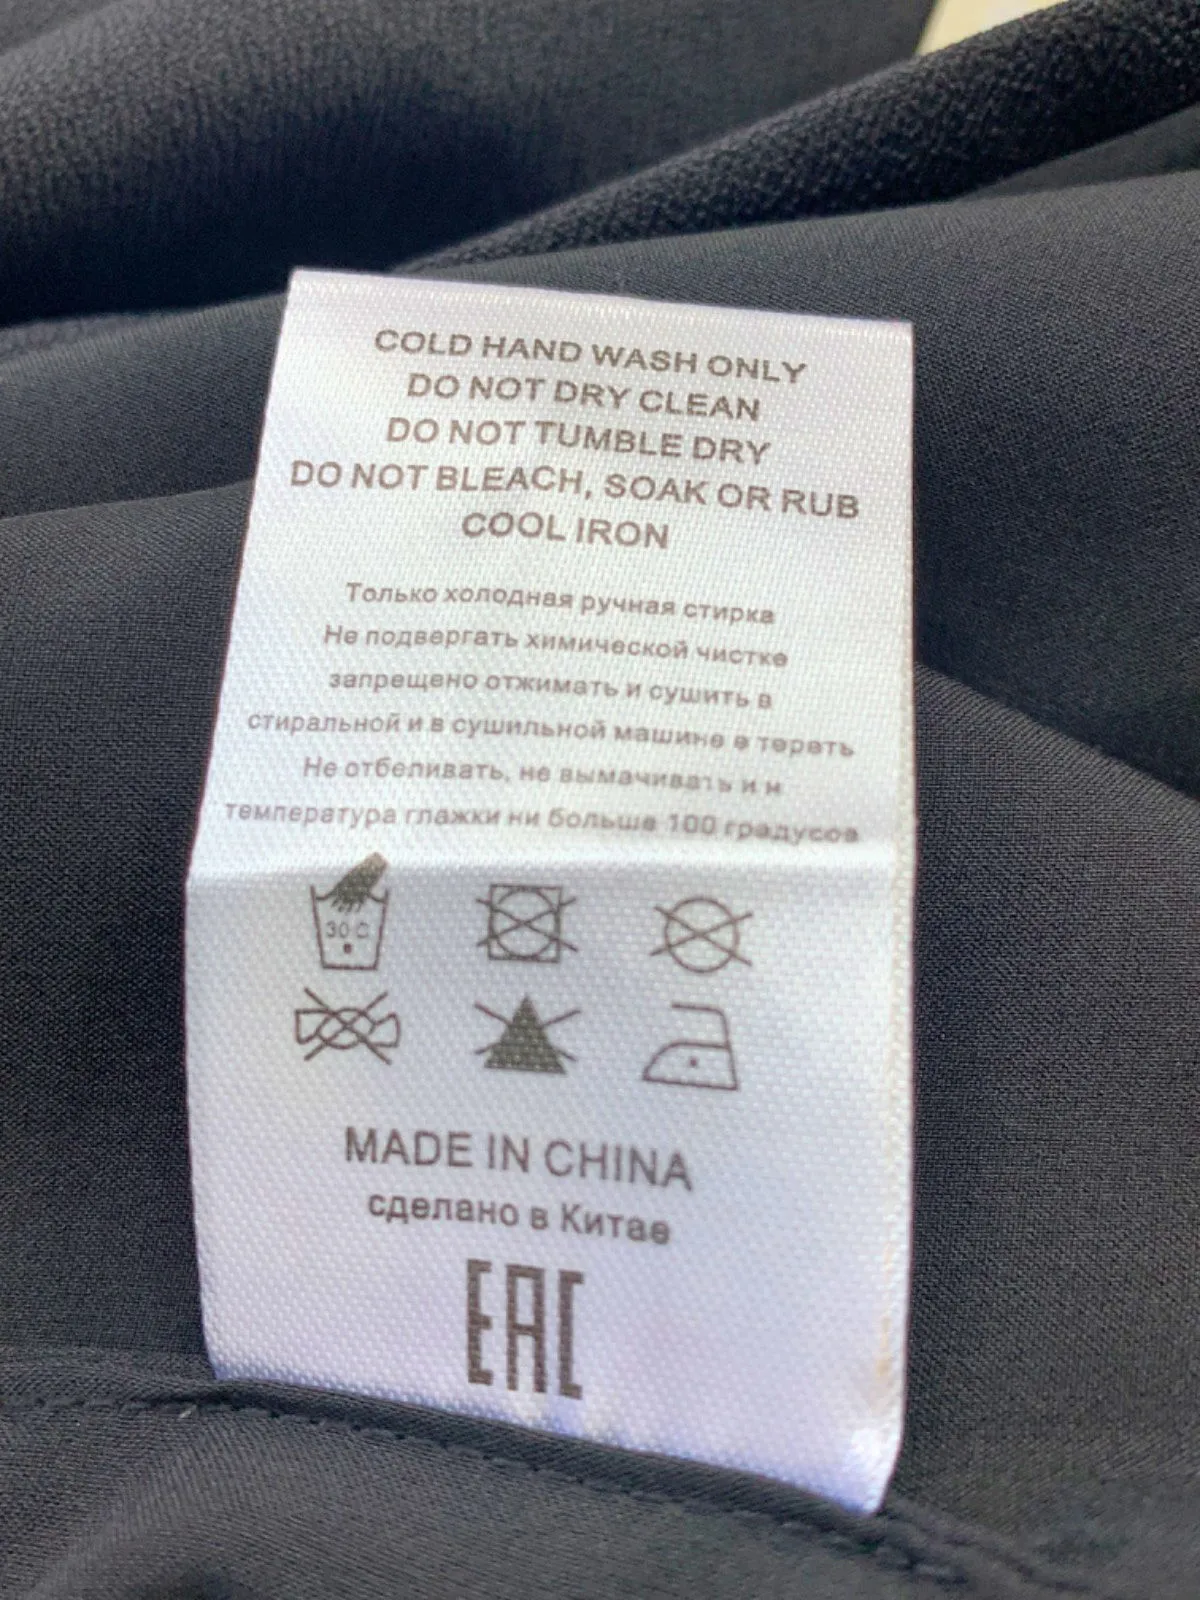 COLD HAND WASH ONLY
DO NOT DRY CLEAN
DO NOT TUMBLE DRY
DO NOT BLEACH, SOAK OR RUB
COOL IRON
Только холодная ручная стирка
Не подвергать химической чистке
запрещено отжимать и сушить в
стиральной и в сушильной машине е тереть
Не отбеливать, не вымачивать и н
температура глажки ни больше 100 градусов
30 C
MADE IN CHINA
сделано в Китае
EAC